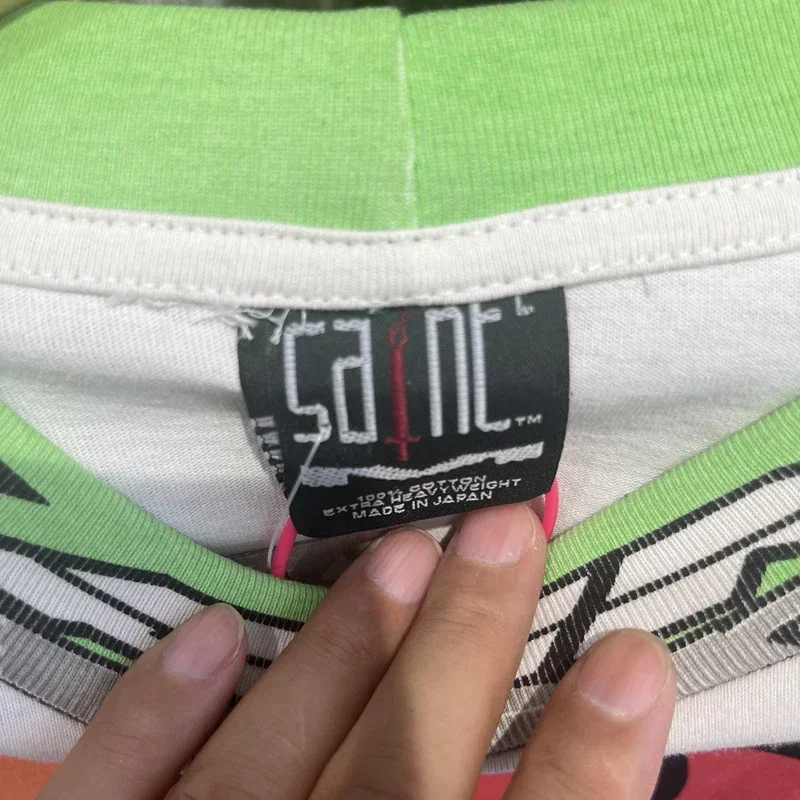 SaINt L
TM
100% COTTON
EXTRA HEAVYWEIGHT
MADE IN JAPAN